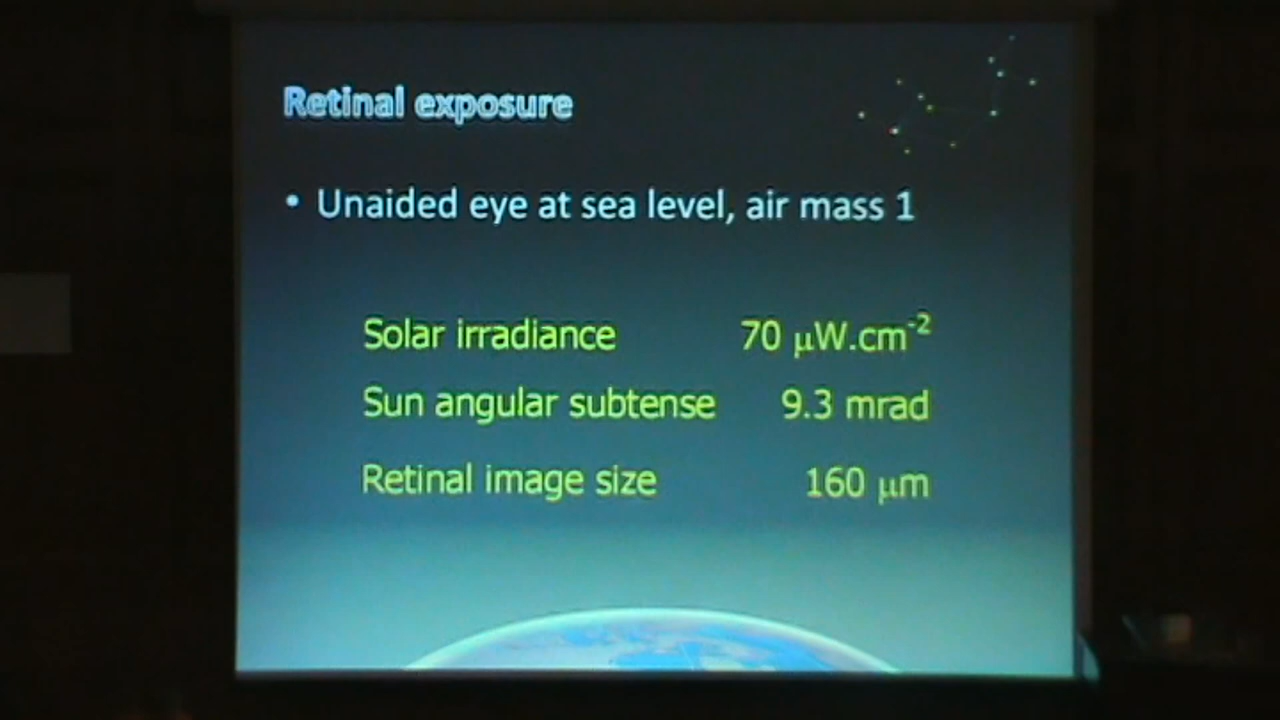 Retinal exposure
• Unaided eye at sea level, air mass 1
Solar irradiance 70 μW.cm⁻²
Sun angular subtense 9.3 mrad
Retinal image size 160 μm